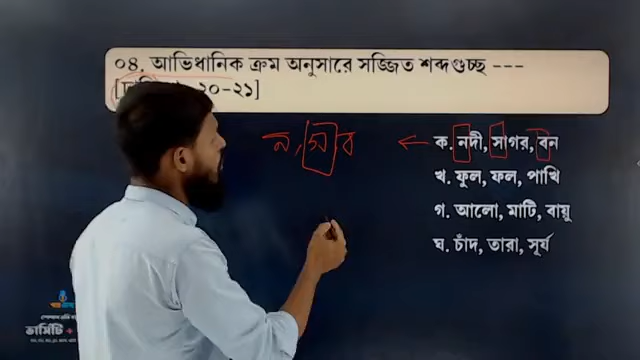 ০৪. আভিধানিক ক্রম অনুসারে সজ্জিত শব্দগুচ্ছ ---
২০-২১]
ন, স ব
ক. নদী, সাগর, বন
খ. ফুল, ফল, পাখি
গ. আলো, মাটি, বায়ু
ঘ. চাঁদ, তারা, সূর্য
ভার্সিটি +